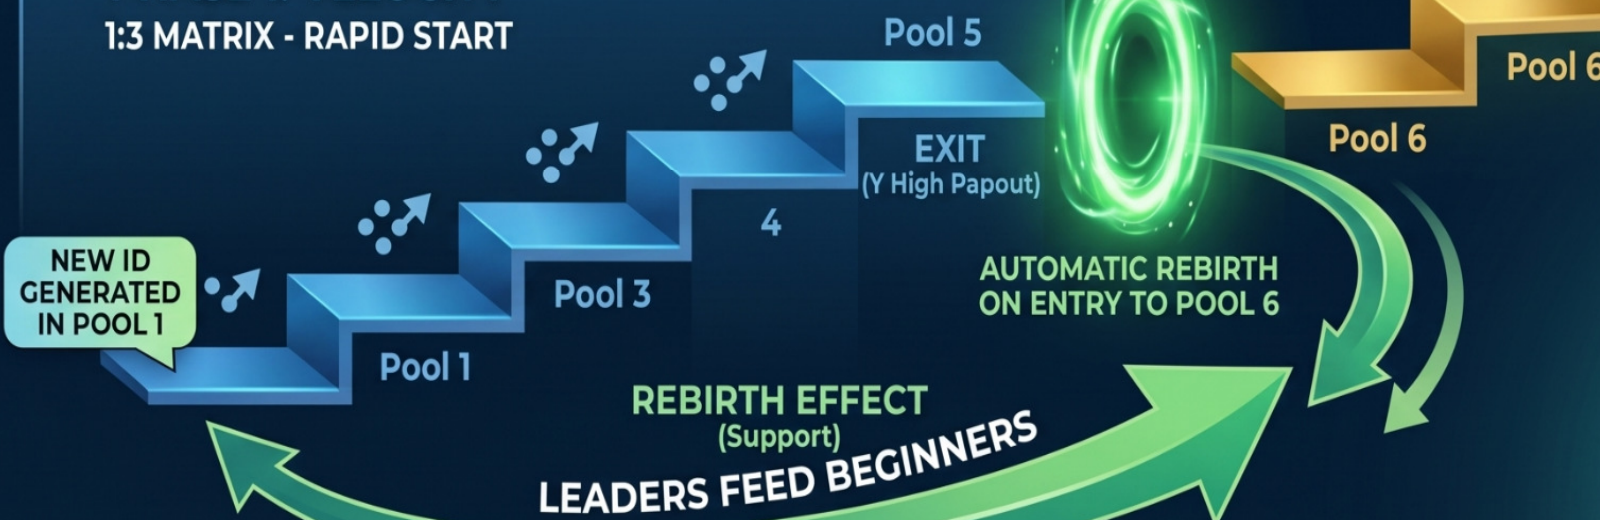 1:3 MATRIX - RAPID START
Pool 5
Pool 6
Pool 6
EXIT
(Y High Papout)
4
NEW ID
GENERATED
IN POOL 1
Pool 3
Pool 1
AUTOMATIC REBIRTH
ON ENTRY TO POOL 6
REBIRTH EFFECT
(Support)
LEADERS FEED BEGINNERS